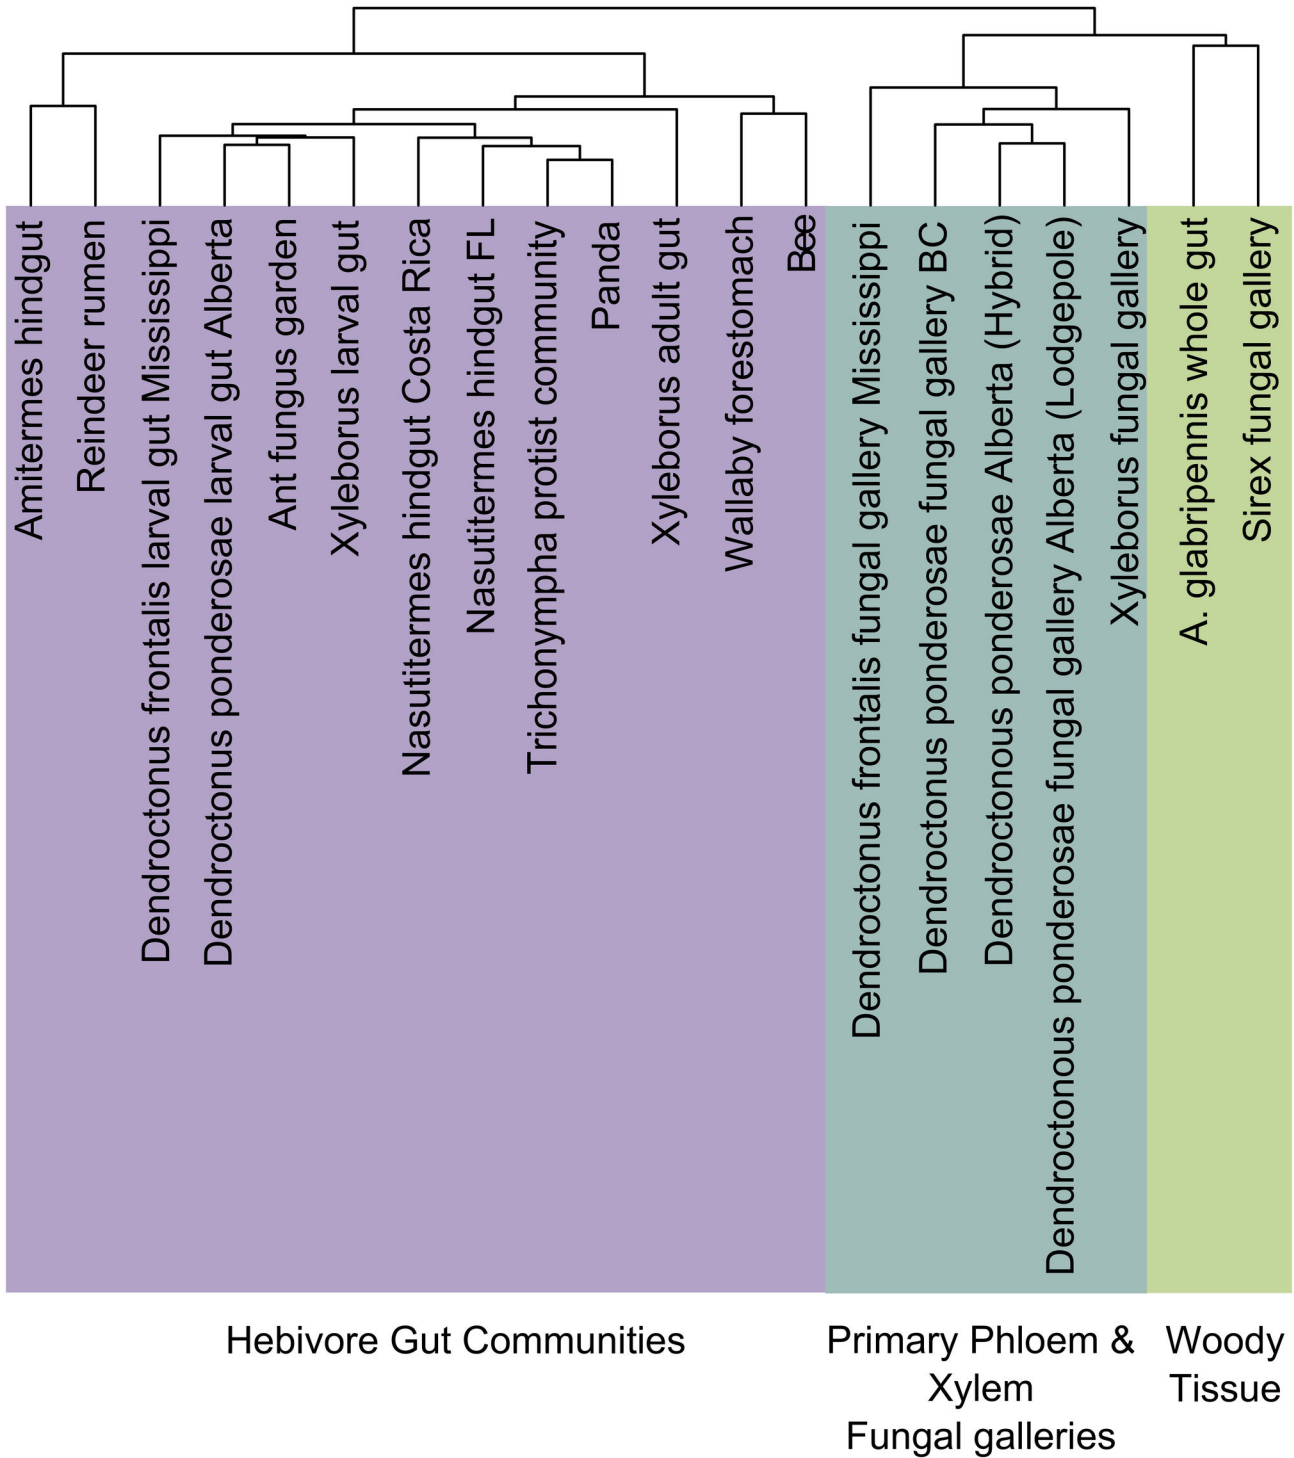 Amitermes hindgut
Reindeer rumen
Dendroctonus frontalis larval gut Mississippi
Dendroctonus ponderosae larval gut Alberta
Ant fungus garden
Xyleborus larval gut
Nasutitermes hindgut Costa Rica
Nasutitermes hindgut FL
Trichonympha protist community
Panda
Xyleborus adult gut
Wallaby forestomach
Bee
Dendroctonus frontalis fungal gallery Mississippi
Dendroctonus ponderosae fungal gallery BC
Dendroctonous ponderosae Alberta (Hybrid)
Dendroctonous ponderosae fungal gallery Alberta (Lodgepole)
Xyleborus fungal gallery
A. glabripennis whole gut
Sirex fungal gallery
Hebivore Gut Communities
Primary Phloem &
Xylem
Fungal galleries
Woody
Tissue